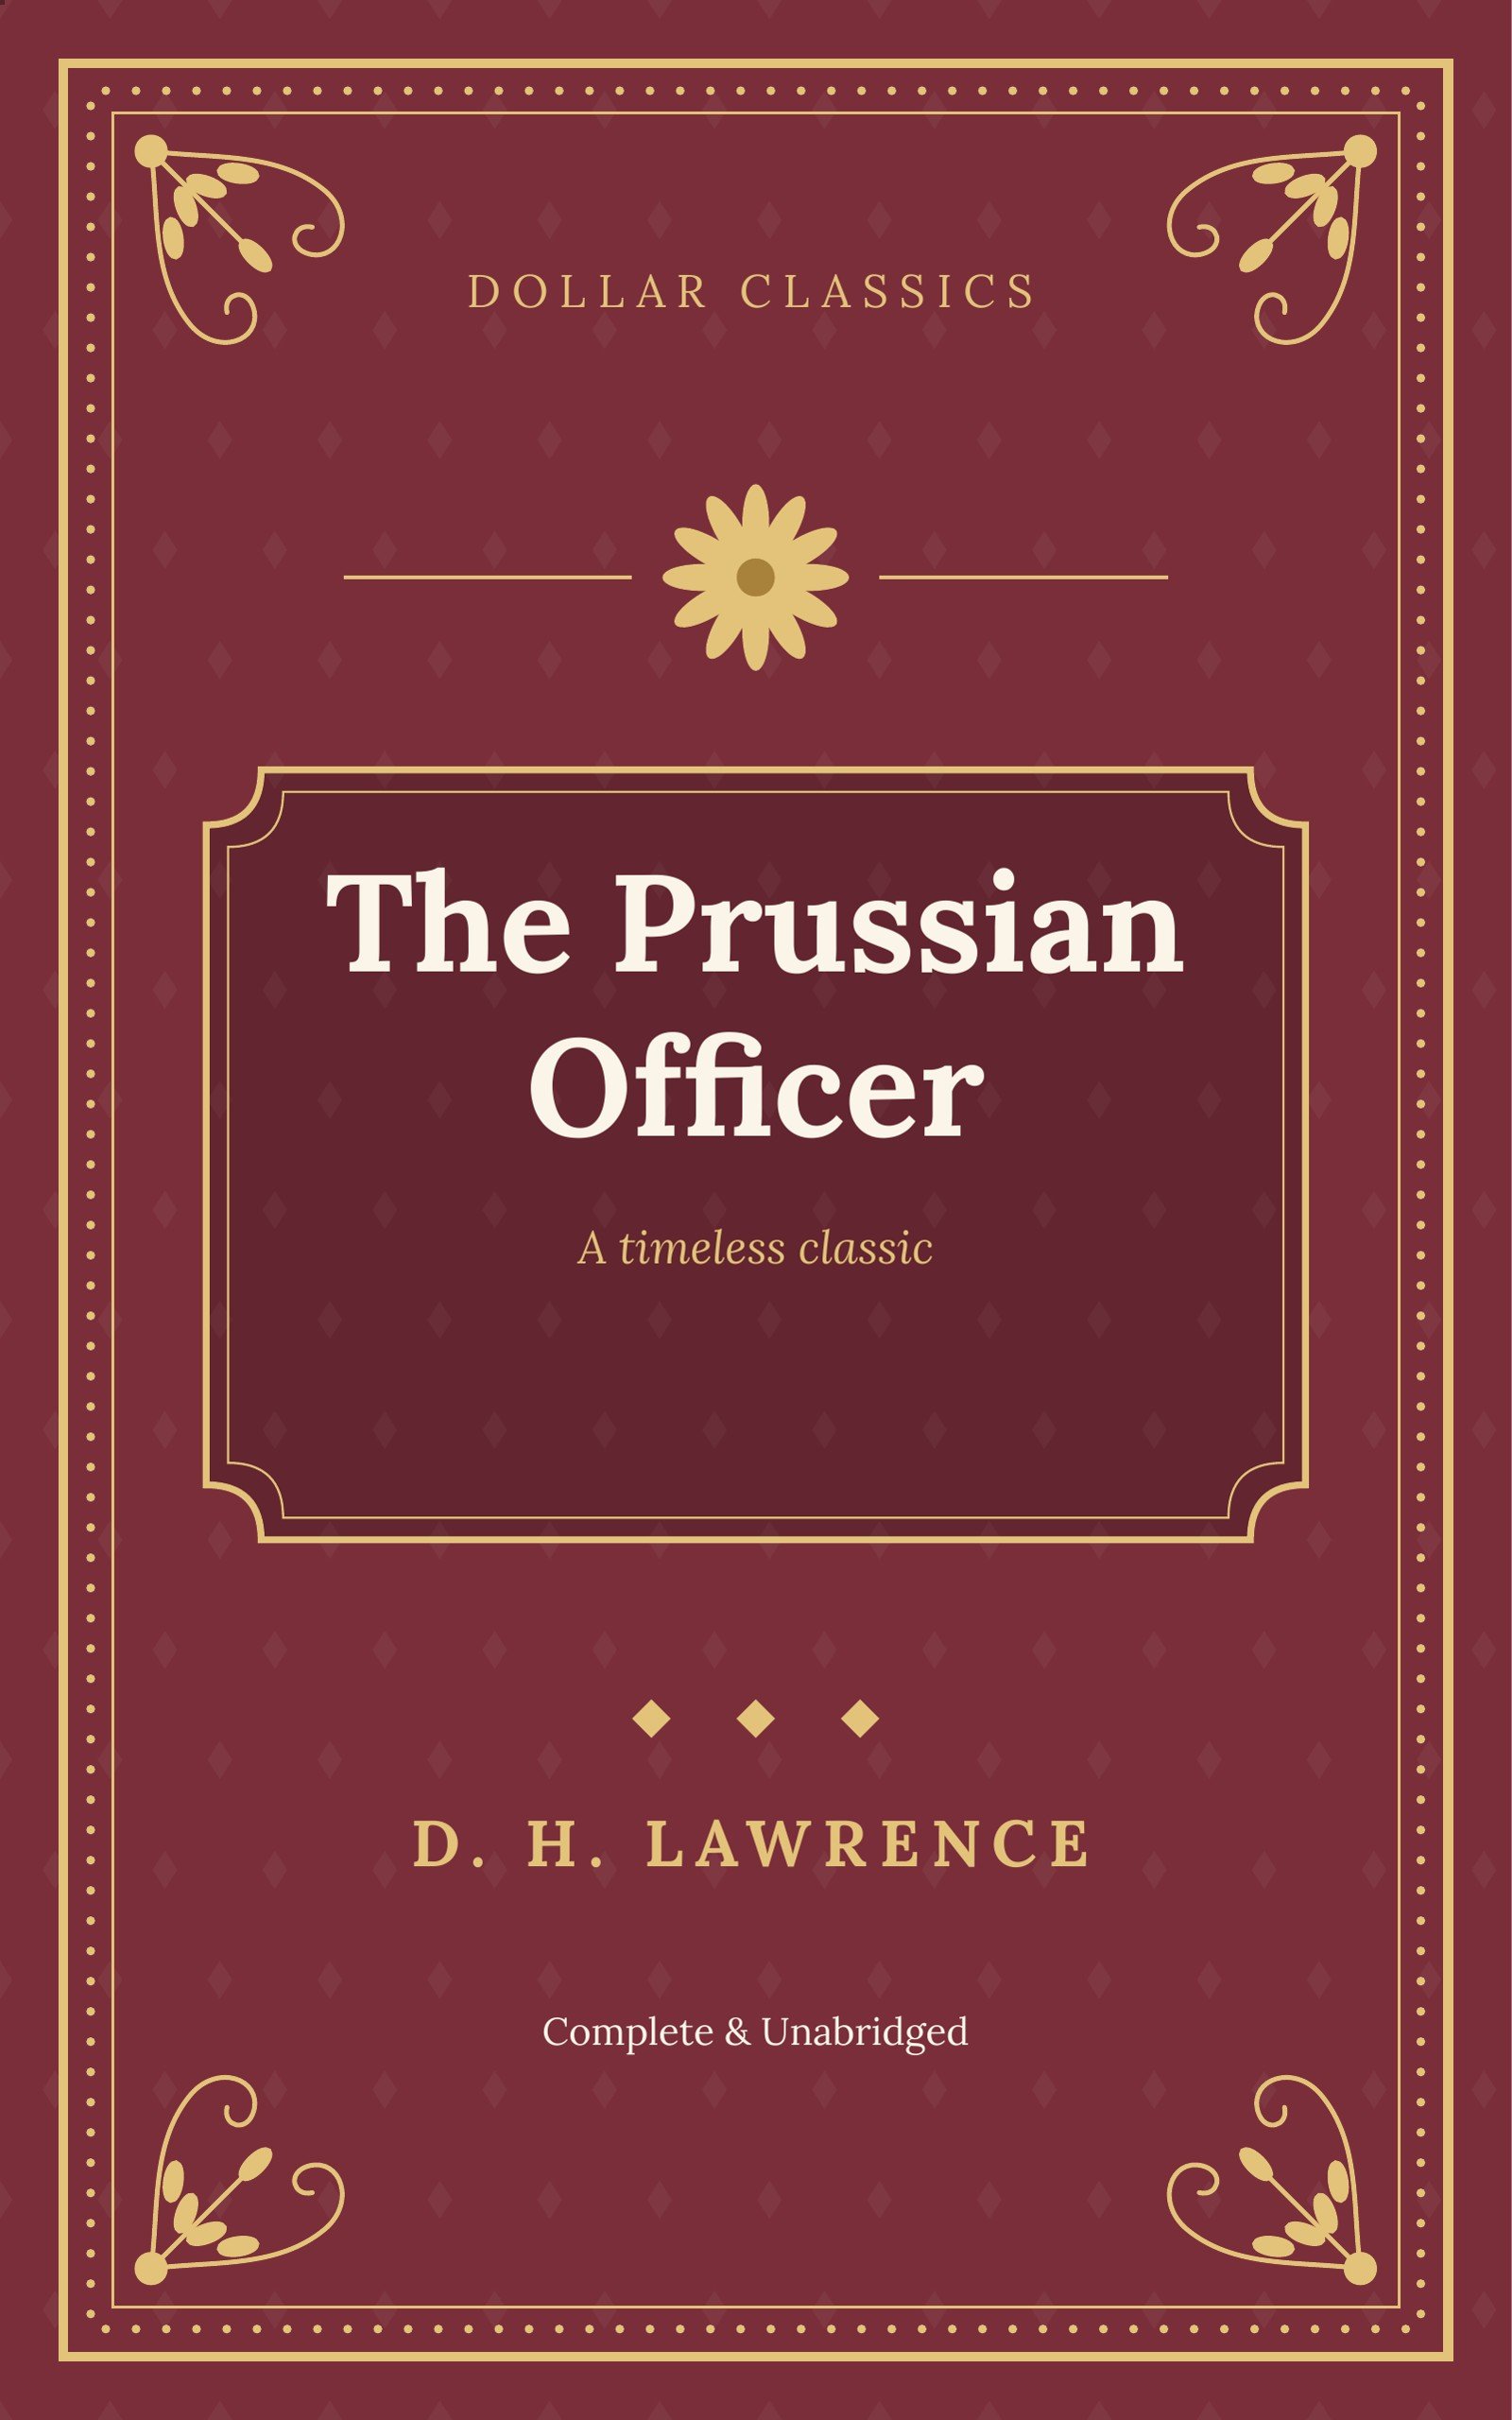 DOLLAR CLASSICS
The Prussian
Officer
A timeless classic
D. H. LAWRENCE
Complete & Unabridged